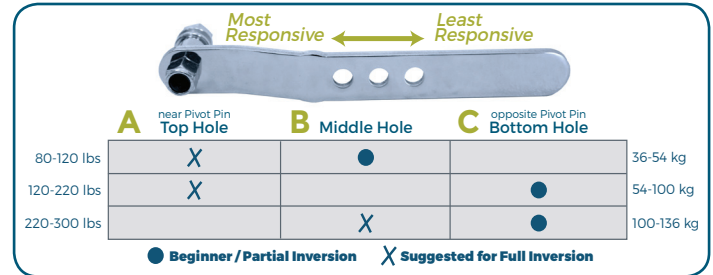 Most Responsive
Least Responsive
A near Pivot Pin Top Hole
B Middle Hole
C opposite Pivot Pin Bottom Hole
80-120 lbs X ● 36-54 kg
120-220 lbs X ● 54-100 kg
220-300 lbs X ● 100-136 kg
● Beginner / Partial Inversion X Suggested for Full Inversion